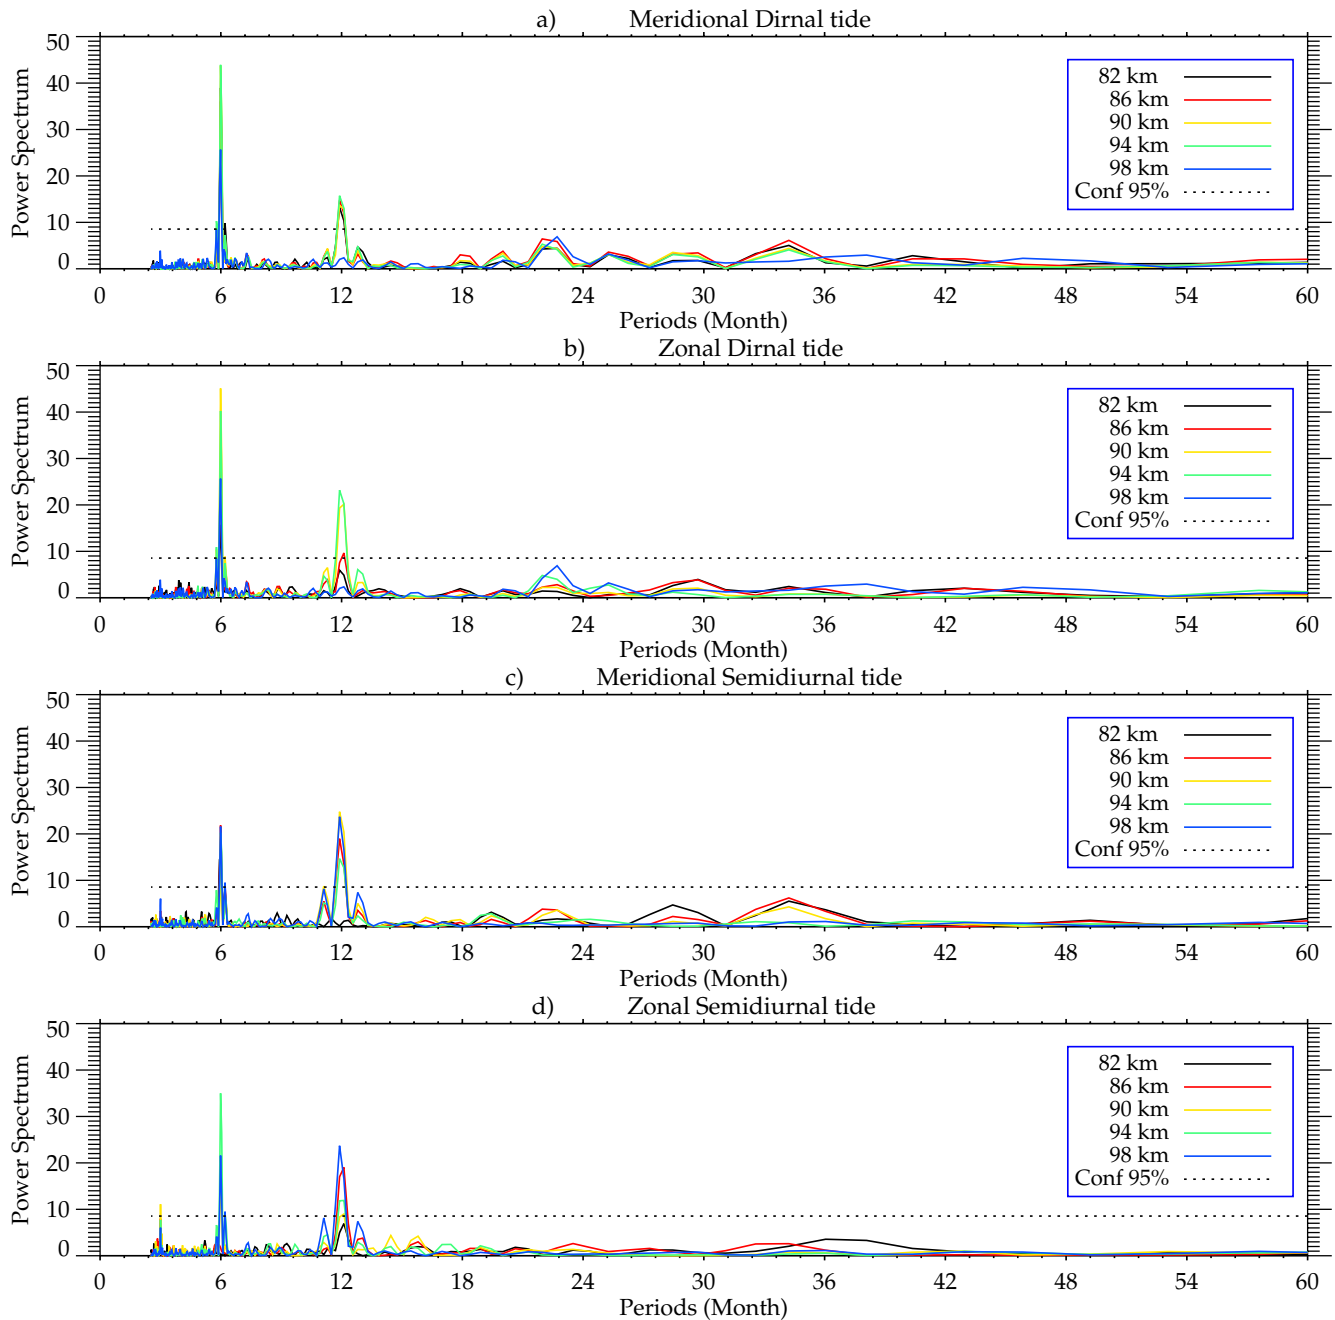 a) Meridional Dirnal tide
50
40
30
20
10
0
Power Spectrum
82 km
86 km
90 km
94 km
98 km
Conf 95%
0 6 12 18 24 30 36 42 48 54 60
Periods (Month)
b) Zonal Dirnal tide
50
40
30
20
10
0
Power Spectrum
82 km
86 km
90 km
94 km
98 km
Conf 95%
0 6 12 18 24 30 36 42 48 54 60
Periods (Month)
c) Meridional Semidiurnal tide
50
40
30
20
10
0
Power Spectrum
82 km
86 km
90 km
94 km
98 km
Conf 95%
0 6 12 18 24 30 36 42 48 54 60
Periods (Month)
d) Zonal Semidiurnal tide
50
40
30
20
10
0
Power Spectrum
82 km
86 km
90 km
94 km
98 km
Conf 95%
0 6 12 18 24 30 36 42 48 54 60
Periods (Month)